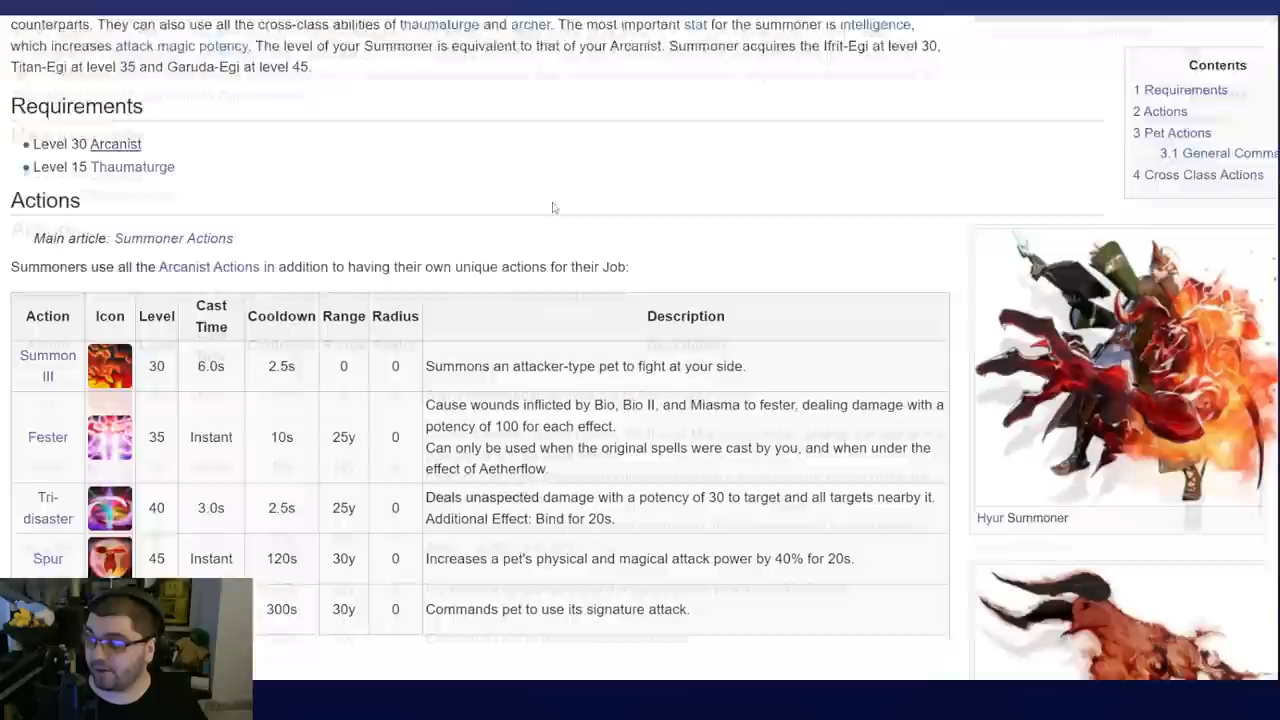 counterparts. They can also use all the cross-class abilities of thaumaturge and archer. The most important stat for the summoner is intelligence,
which increases attack magic potency. The level of your Summoner is equivalent to that of your Arcanist. Summoner acquires the Ifrit-Egi at level 30,
Titan-Egi at level 35 and Garuda-Egi at level 45.
Contents
1 Requirements
2 Actions
3 Pet Actions
3.1 General Comma
4 Cross Class Actions
Requirements
Level 30 Arcanist
Level 15 Thaumaturge
Actions
Main article: Summoner Actions
Summoners use all the Arcanist Actions in addition to having their own unique actions for their Job:
Action Icon Level Cast Time Cooldown Range Radius Description
Summon III 30 6.0s 2.5s 0 0 Summons an attacker-type pet to fight at your side.
Fester 35 Instant 10s 25y 0 Cause wounds inflicted by Bio, Bio II, and Miasma to fester, dealing damage with a
potency of 100 for each effect.
Can only be used when the original spells were cast by you, and when under the
effect of Aetherflow.
Tri-disaster 40 3.0s 2.5s 25y 0 Deals unaspected damage with a potency of 30 to target and all targets nearby it.
Additional Effect: Bind for 20s.
Spur 45 Instant 120s 30y 0 Increases a pet's physical and magical attack power by 40% for 20s.
300s 30y 0 Commands pet to use its signature attack.
Hyur Summoner